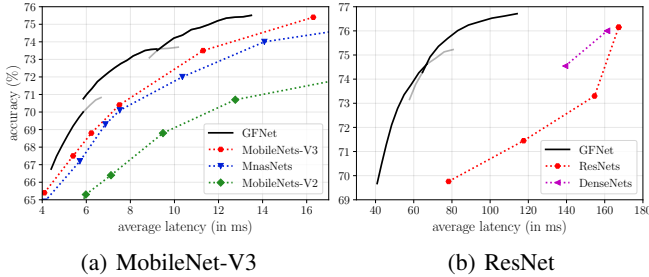 76
75
74
73
72
71
70
69
68
67
66
65
accuracy (%)
GFNet
MobileNets-V3
MnasNets
MobileNets-V2
4 6 8 10 12 14 16
average latency (in ms)
(a) MobileNet-V3
77
76
75
74
73
72
71
70
69
GFNet
ResNets
DenseNets
20 40 60 80 100 120 140 160 180
average latency (in ms)
(b) ResNet